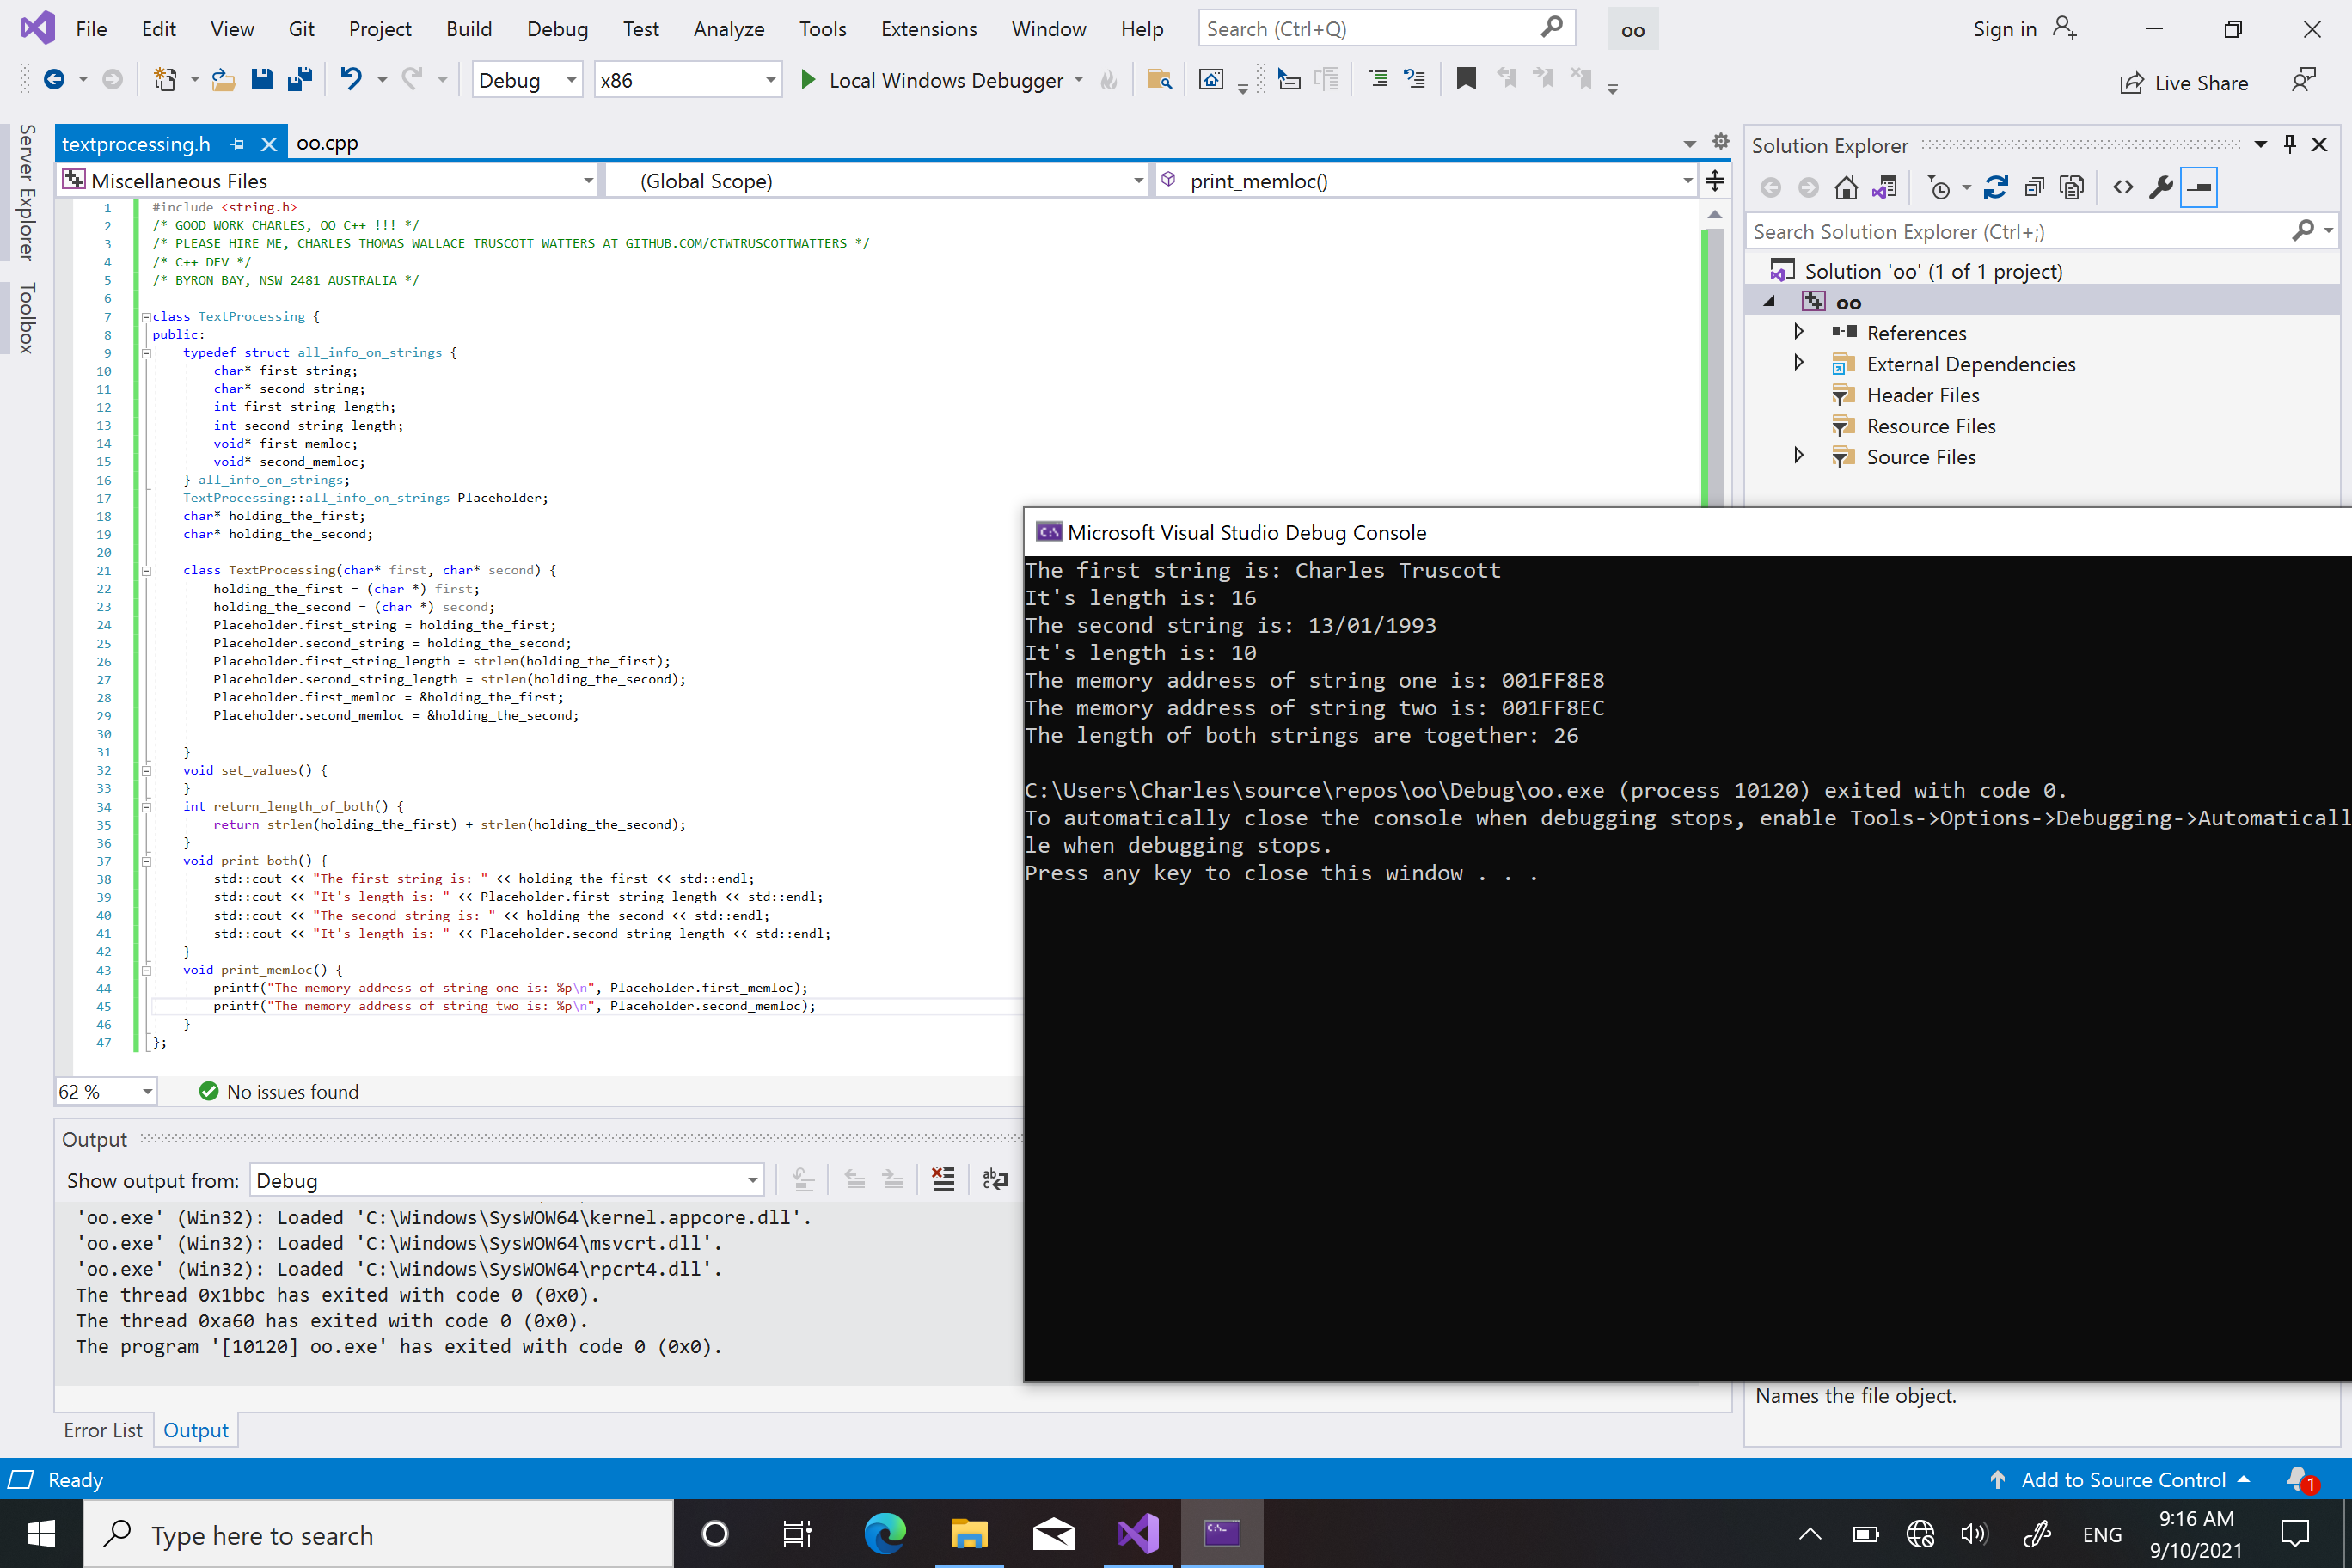 File Edit View Git Project Build Debug Test Analyze Tools Extensions Window Help Search (Ctrl+Q) oo Sign in
Debug x86 Local Windows Debugger Live Share
Server Explorer
Toolbox
textprocessing.h oo.cpp
Miscellaneous Files (Global Scope) print_memloc()
1 #include <string.h>
2 /* GOOD WORK CHARLES, OO C++ !!! */
3 /* PLEASE HIRE ME, CHARLES THOMAS WALLACE TRUSCOTT WATTERS AT GITHUB.COM/CTWTRUSCOTTWATTERS */
4 /* C++ DEV */
5 /* BYRON BAY, NSW 2481 AUSTRALIA */
6
7 class TextProcessing {
8 public:
9 typedef struct all_info_on_strings {
10 char* first_string;
11 char* second_string;
12 int first_string_length;
13 int second_string_length;
14 void* first_memloc;
15 void* second_memloc;
16 } all_info_on_strings;
17 TextProcessing::all_info_on_strings Placeholder;
18 char* holding_the_first;
19 char* holding_the_second;
20
21 class TextProcessing(char* first, char* second) {
22 holding_the_first = (char *) first;
23 holding_the_second = (char *) second;
24 Placeholder.first_string = holding_the_first;
25 Placeholder.second_string = holding_the_second;
26 Placeholder.first_string_length = strlen(holding_the_first);
27 Placeholder.second_string_length = strlen(holding_the_second);
28 Placeholder.first_memloc = &holding_the_first;
29 Placeholder.second_memloc = &holding_the_second;
30
31 }
32 void set_values() {
33 }
34 int return_length_of_both() {
35 return strlen(holding_the_first) + strlen(holding_the_second);
36 }
37 void print_both() {
38 std::cout << "The first string is: " << holding_the_first << std::endl;
39 std::cout << "It's length is: " << Placeholder.first_string_length << std::endl;
40 std::cout << "The second string is: " << holding_the_second << std::endl;
41 std::cout << "It's length is: " << Placeholder.second_string_length << std::endl;
42 }
43 void print_memloc() {
44 printf("The memory address of string one is: %p\n", Placeholder.first_memloc);
45 printf("The memory address of string two is: %p\n", Placeholder.second_memloc);
46 }
47 };
62 % No issues found
Output
Show output from: Debug
'oo.exe' (Win32): Loaded 'C:\Windows\SysWOW64\kernel.appcore.dll'.
'oo.exe' (Win32): Loaded 'C:\Windows\SysWOW64\msvcrt.dll'.
'oo.exe' (Win32): Loaded 'C:\Windows\SysWOW64\rpcrt4.dll'.
The thread 0x1bbc has exited with code 0 (0x0).
The thread 0xa60 has exited with code 0 (0x0).
The program '[10120] oo.exe' has exited with code 0 (0x0).
Error List Output
Solution Explorer
Search Solution Explorer (Ctrl+;)
Solution 'oo' (1 of 1 project)
oo
References
External Dependencies
Header Files
Resource Files
Source Files
Microsoft Visual Studio Debug Console
The first string is: Charles Truscott
It's length is: 16
The second string is: 13/01/1993
It's length is: 10
The memory address of string one is: 001FF8E8
The memory address of string two is: 001FF8EC
The length of both strings are together: 26
C:\Users\Charles\source\repos\oo\Debug\oo.exe (process 10120) exited with code 0.
To automatically close the console when debugging stops, enable Tools->Options->Debugging->Automaticall
le when debugging stops.
Press any key to close this window . . .
Names the file object.
Ready Add to Source Control 1
Type here to search ENG 9:16 AM
9/10/2021